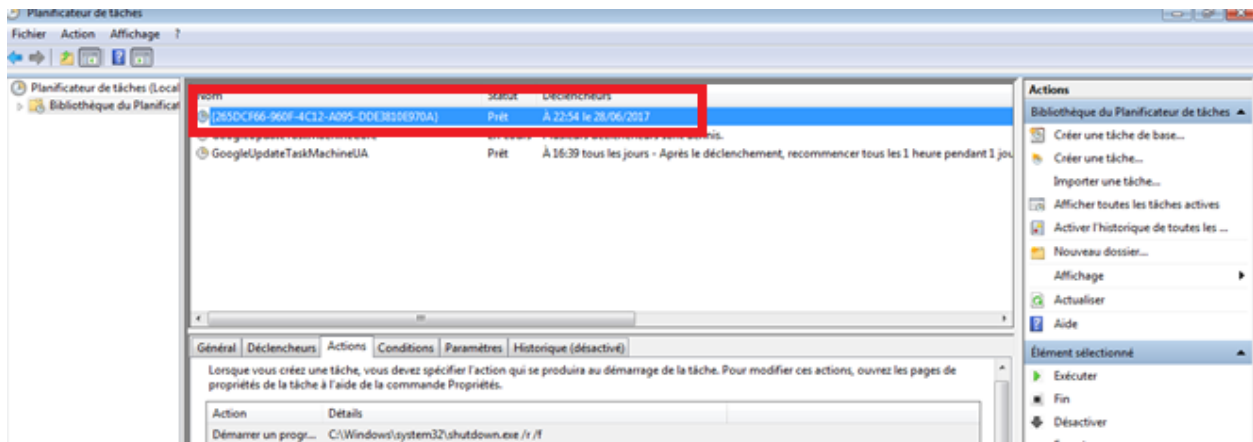 Planificateur de tâches
Fichier Action Affichage ?
Planificateur de tâches (Local
Bibliothèque du Planificat
Nom Statut Déclencheurs
{265DCF66-960F-4C12-A095-DDE3810E970A} Prêt À 22:54 le 28/06/2017
GoogleUpdateTaskMachineUA Prêt À 16:39 tous les jours - Après le déclenchement, recommencer tous les 1 heure pendant 1 jou
Général Déclencheurs Actions Conditions Paramètres Historique (désactivé)
Lorsque vous créez une tâche, vous devez spécifier l'action qui se produira au démarrage de la tâche. Pour modifier ces actions, ouvrez les pages de
propriétés de la tâche à l'aide de la commande Propriétés.
Action Détails
Démarrer un progr... C:\Windows\system32\shutdown.exe /r /f
Actions
Bibliothèque du Planificateur de tâches
Créer une tâche de base...
Créer une tâche...
Importer une tâche...
Afficher toutes les tâches actives
Activer l'historique de toutes les ...
Nouveau dossier...
Affichage
Actualiser
Aide
Élément sélectionné
Exécuter
Fin
Désactiver